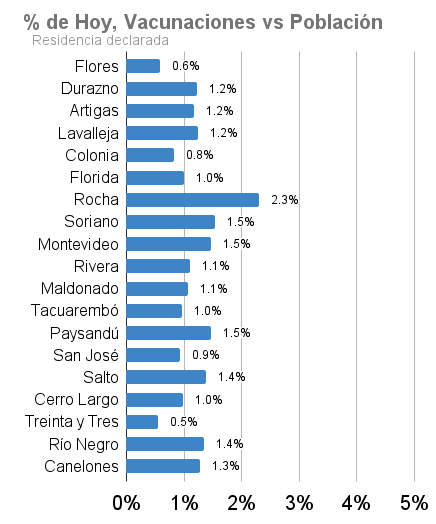 % de Hoy, Vacunaciones vs Población
Residencia declarada
Flores 0.6%
Durazno 1.2%
Artigas 1.2%
Lavalleja 1.2%
Colonia 0.8%
Florida 1.0%
Rocha 2.3%
Soriano 1.5%
Montevideo 1.5%
Rivera 1.1%
Maldonado 1.1%
Tacuarembó 1.0%
Paysandú 1.5%
San José 0.9%
Salto 1.4%
Cerro Largo 1.0%
Treinta y Tres 0.5%
Río Negro 1.4%
Canelones 1.3%
0% 1% 2% 3% 4% 5%